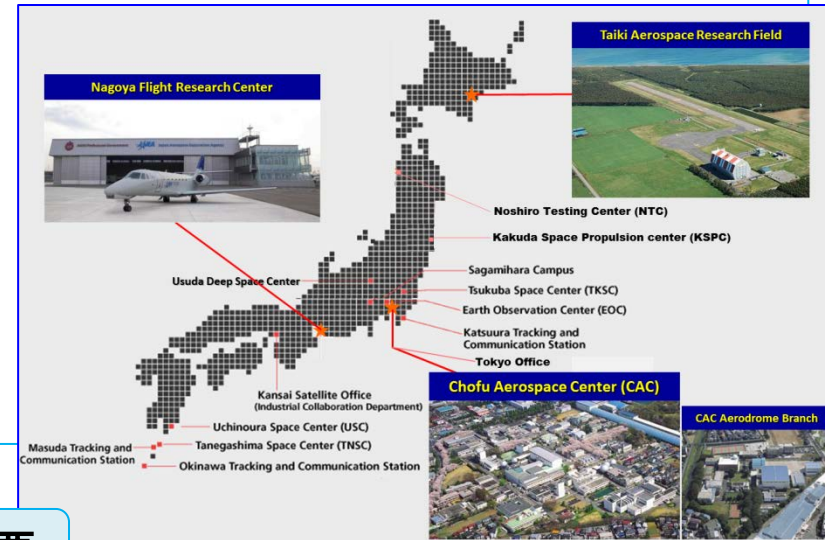 Taiki Aerospace Research Field
Nagoya Flight Research Center
Noshiro Testing Center (NTC)
Kakuda Space Propulsion center (KSPC)
Sagamihara Campus
Usuda Deep Space Center
Tsukuba Space Center (TKSC)
Earth Observation Center (EOC)
Katsuura Tracking and
Communication Station
Tokyo Office
Chofu Aerospace Center (CAC)
Kansai Satellite Office
(Industrial Collaboration Department)
CAC Aerodrome Branch
Uchinoura Space Center (USC)
Masuda Tracking and
Communication Station
Tanegashima Space Center (TNSC)
Okinawa Tracking and Communication Station